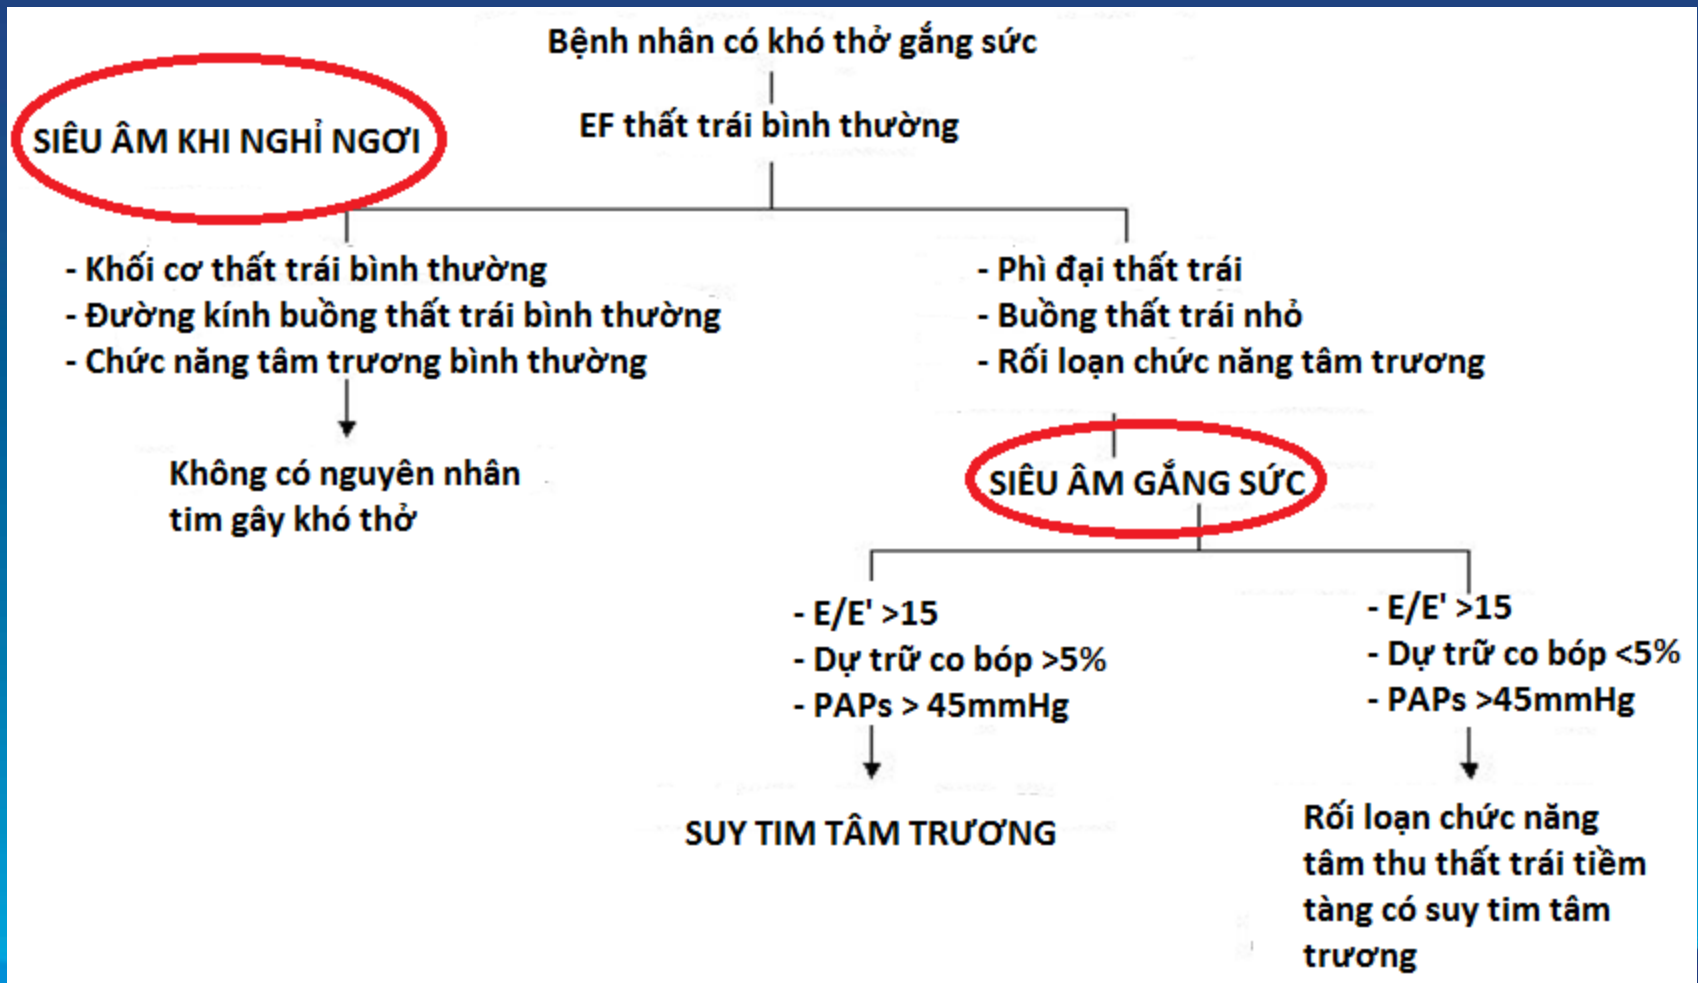 Bệnh nhân có khó thở gắng sức
EF thất trái bình thường
SIÊU ÂM KHI NGHỈ NGƠI
- Khối cơ thất trái bình thường
- Đường kính buồng thất trái bình thường
- Chức năng tâm trương bình thường
Không có nguyên nhân
tim gây khó thở
- Phì đại thất trái
- Buồng thất trái nhỏ
- Rối loạn chức năng tâm trương
SIÊU ÂM GẮNG SỨC
- E/E' >15
- Dự trữ co bóp >5%
- PAPs > 45mmHg
SUY TIM TÂM TRƯƠNG
- E/E' >15
- Dự trữ co bóp <5%
- PAPs >45mmHg
Rối loạn chức năng
tâm thu thất trái tiềm
tàng có suy tim tâm
trương